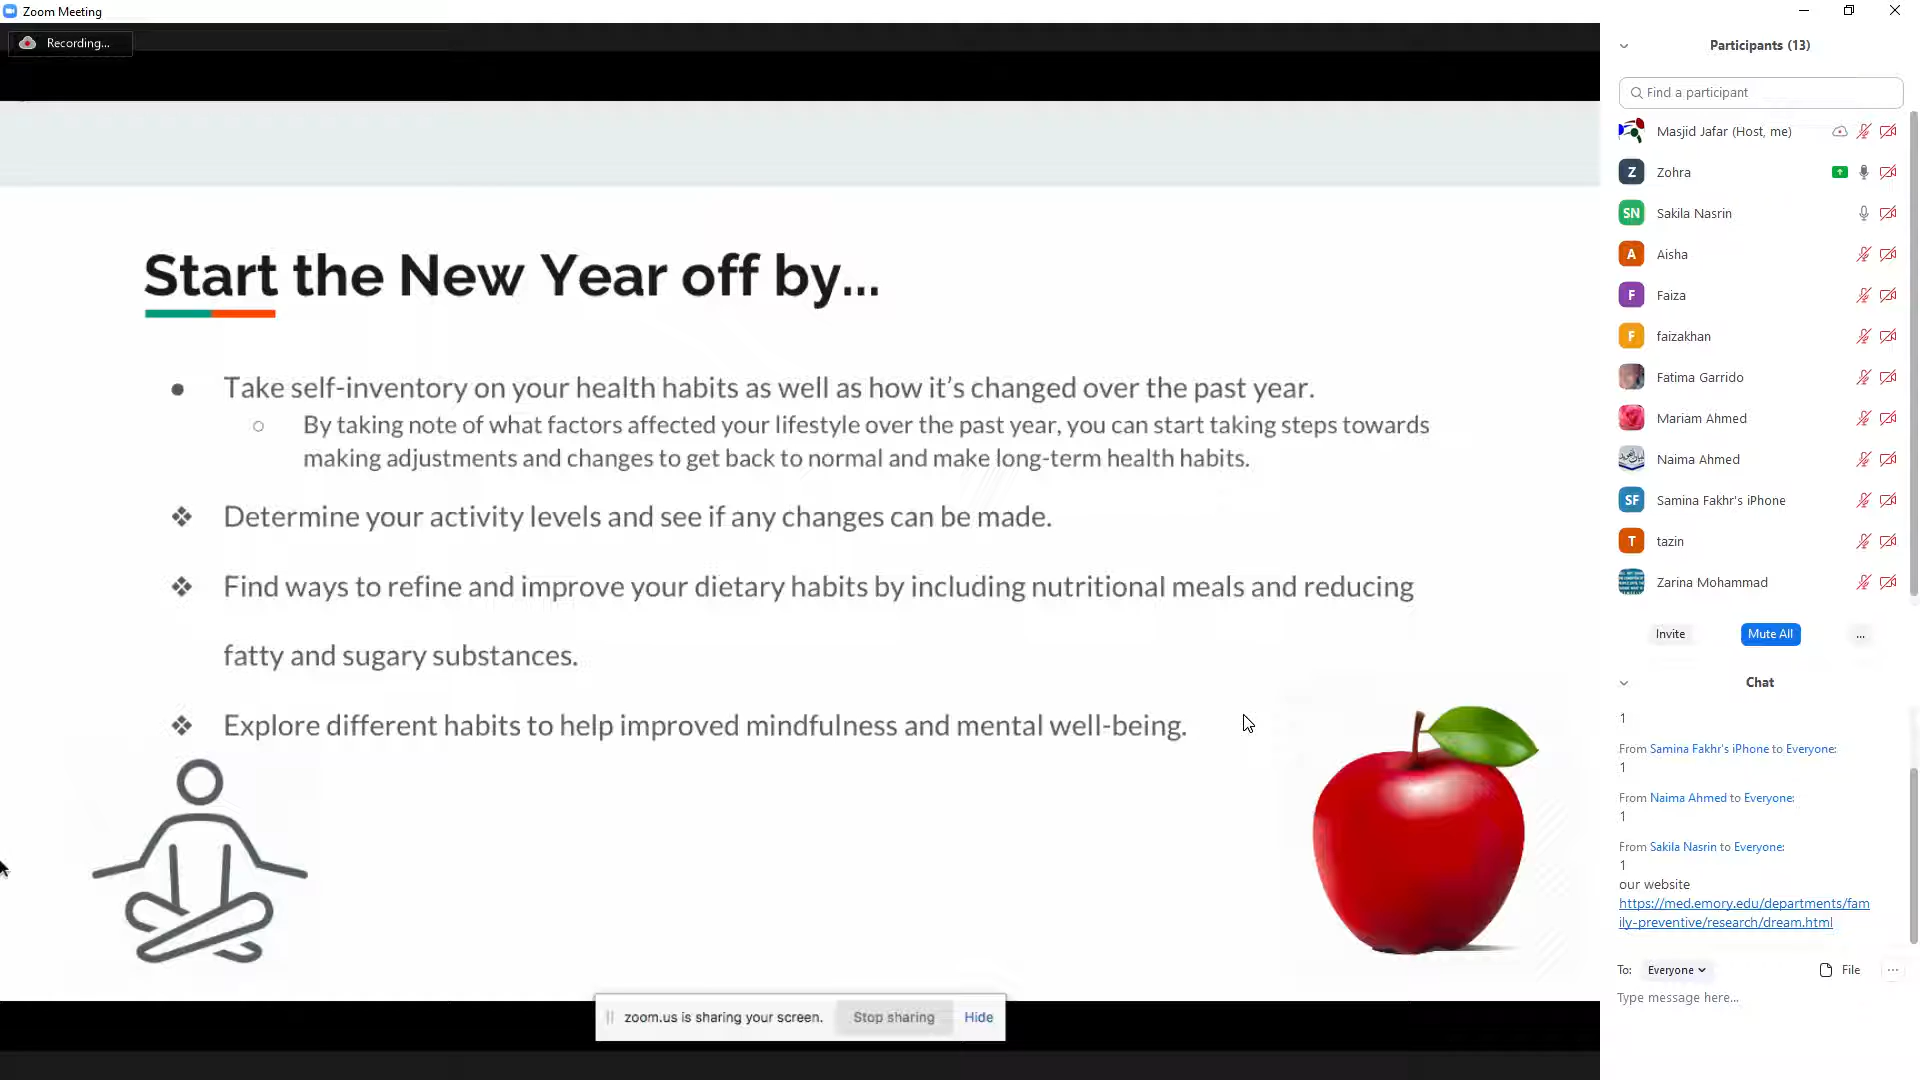 Zoom Meeting
Recording...
Start the New Year off by...
● Take self-inventory on your health habits as well as how it's changed over the past year.
○ By taking note of what factors affected your lifestyle over the past year, you can start taking steps towards
making adjustments and changes to get back to normal and make long-term health habits.
❖ Determine your activity levels and see if any changes can be made.
❖ Find ways to refine and improve your dietary habits by including nutritional meals and reducing
fatty and sugary substances.
❖ Explore different habits to help improved mindfulness and mental well-being.
zoom.us is sharing your screen. Stop sharing Hide
Participants (13)
Find a participant
Masjid Jafar (Host, me)
Z Zohra
SN Sakila Nasrin
A Aisha
F Faiza
F faizakhan
Fatima Garrido
Mariam Ahmed
Naima Ahmed
SF Samina Fakhr's iPhone
T tazin
Zarina Mohammad
Invite Mute All ...
Chat
1
From Samina Fakhr's iPhone to Everyone:
1
From Naima Ahmed to Everyone:
1
From Sakila Nasrin to Everyone:
1
our website
https://med.emory.edu/departments/fam
ily-preventive/research/dream.html
To: Everyone File ...
Type message here...